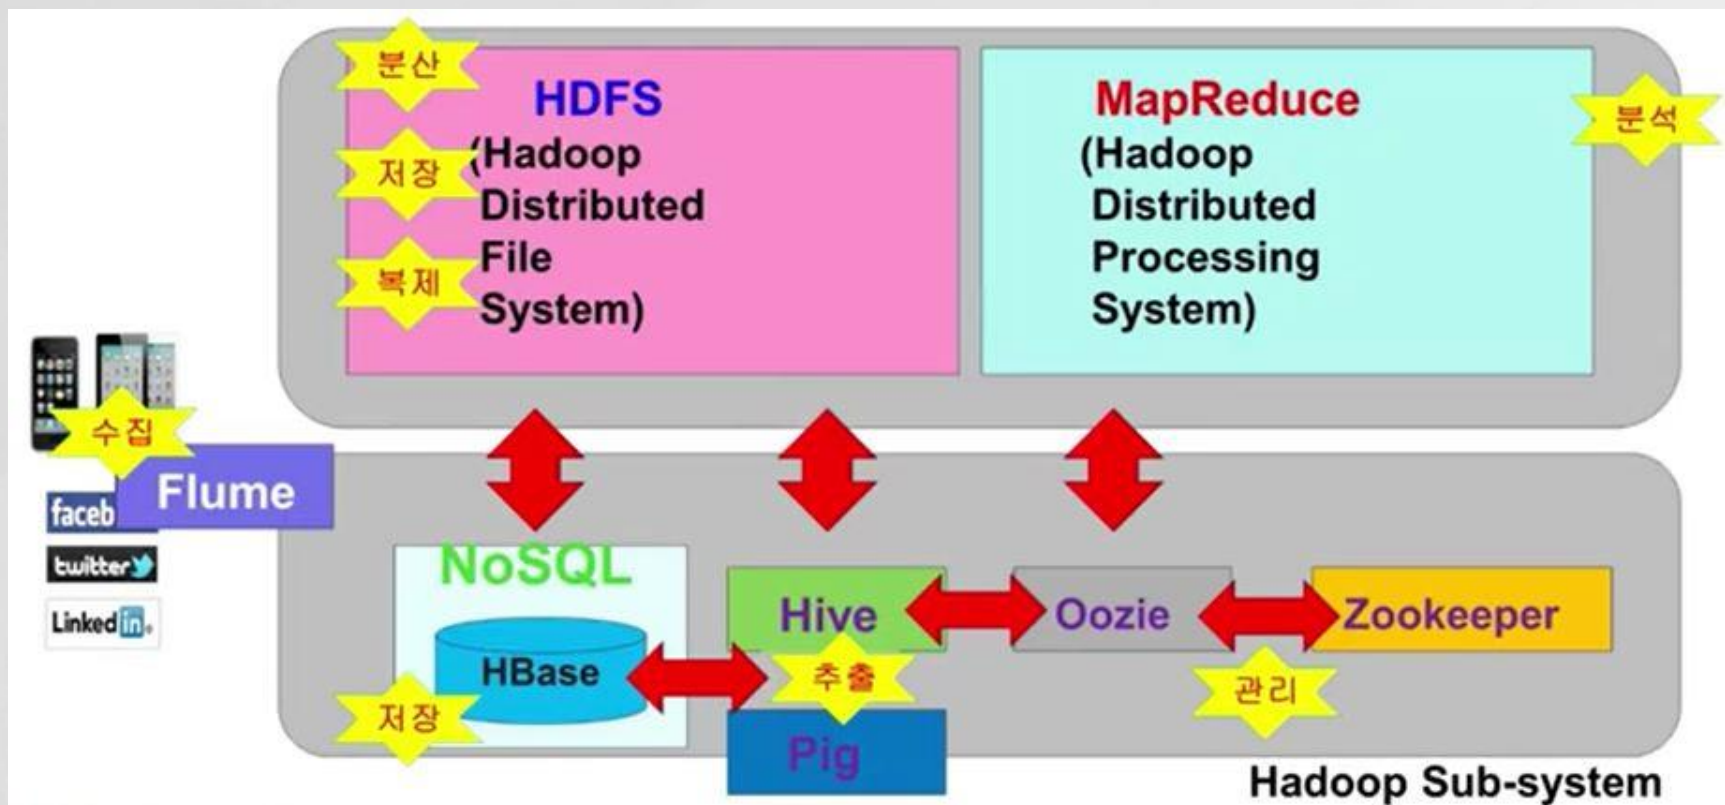 분산
HDFS
(Hadoop
Distributed
File
System)
저장
복제
MapReduce
(Hadoop
Distributed
Processing
System)
분석
수집
Flume
faceb
twitter
Linked in
NoSQL
HBase
저장
Hive
추출
Pig
Oozie
Zookeeper
관리
Hadoop Sub-system